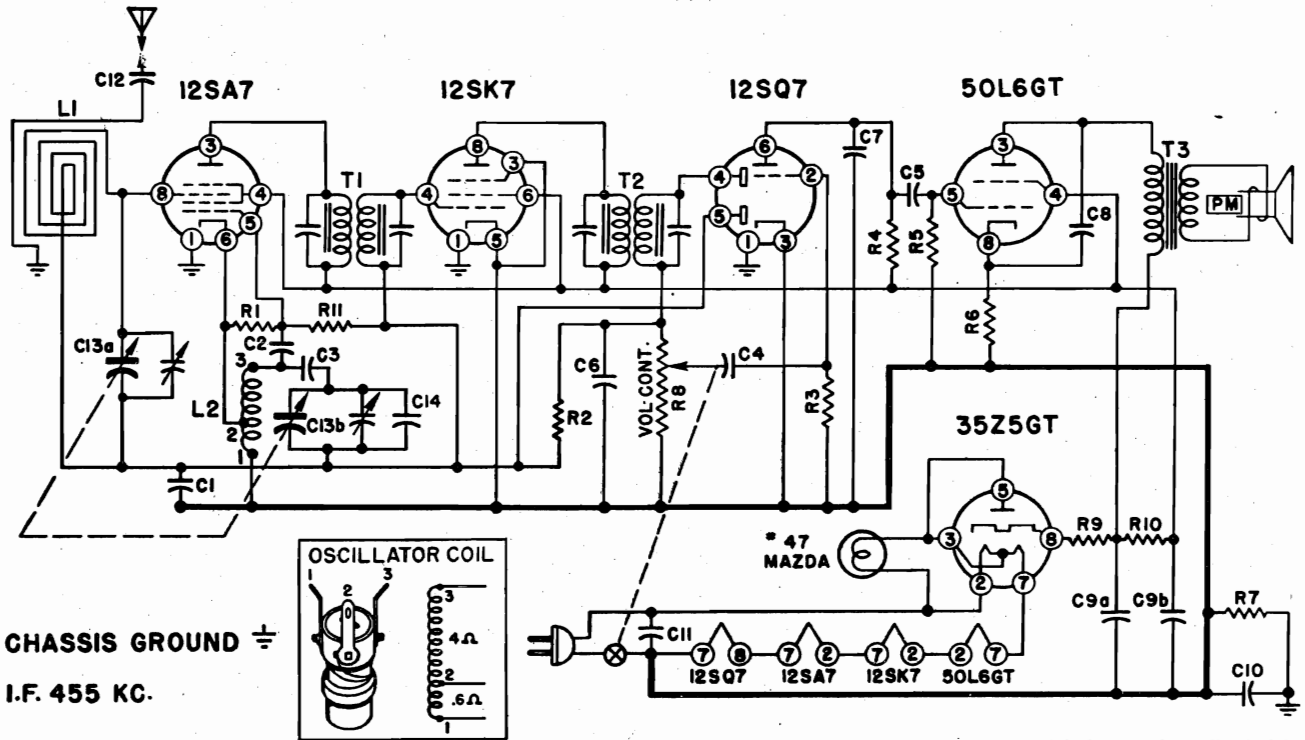 C12
12SA7
12SK7
12SQ7
50L6GT
L1
3
8
4
5
1
6
T1
8
3
4
6
1
5
T2
6
4
2
5
1
3
C7
C5
R4
R5
3
5
4
8
C8
T3
PM
R1
R11
C2
C3
C13a
L2
3
2
1
C13b
C14
C1
R2
C6
VOL-CONT.
R8
C4
R3
R6
35Z5GT
5
3
8
2
7
R9
R10
* 47
MAZDA
C9a
C9b
R7
C10
C11
7 8 7 2 7 2 2 7
12SQ7 12SA7 12SK7 50L6GT
OSCILLATOR COIL
1 2 3
3
4Ω
2
.6Ω
1
CHASSIS GROUND
I.F. 455 KC.